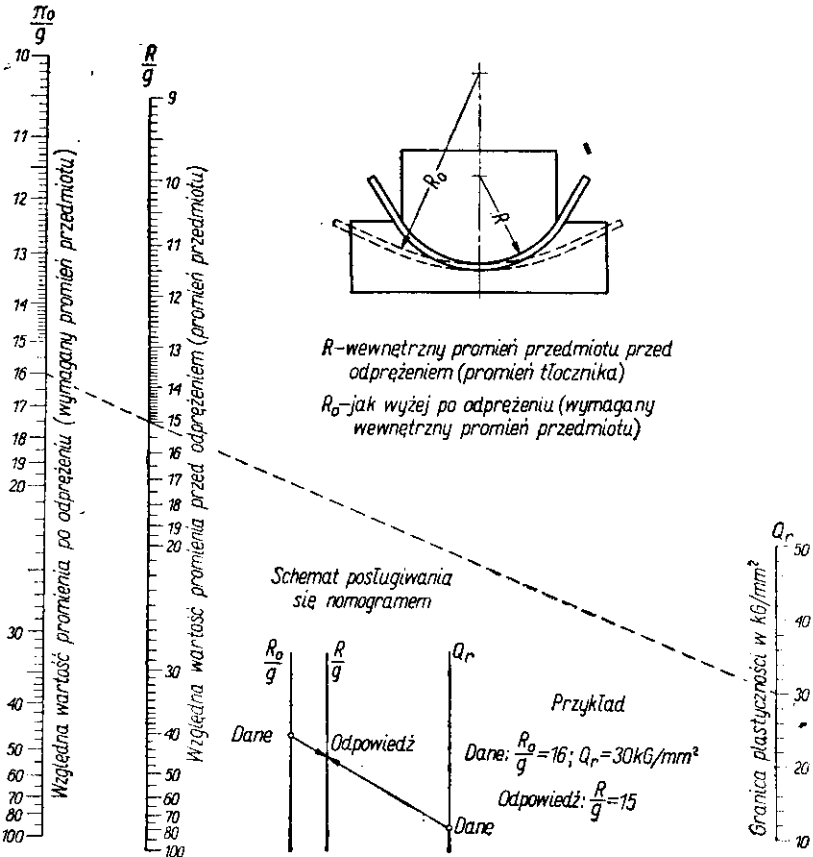 πo/g
10
11
12
13
14
15
16
17
18
19
20
30
40
50
60
70
80
100
Względna wartość promienia po odprężeniu (wymagany promień przedmiotu)
R/g
9
10
11
12
13
14
15
16
17
18
19
20
30
40
50
60
70
80
100
Względna wartość promienia przed odprężeniem (promień przedmiotu)
R₀
R
R-wewnętrzny promień przedmiotu przed
odprężeniem (promień tłocznika)
R₀-jak wyżej po odprężeniu (wymagany
wewnętrzny promień przedmiotu)
Schemat posługiwania
się nomogramem
R₀/g
R/g
Qr
Dane
Odpowiedź
Dane
Przykład
Dane: R₀/g=16; Qr=30kG/mm²
Odpowiedź: R/g=15
Qr
50
40
30
20
10
Granica plastyczności w kG/mm²